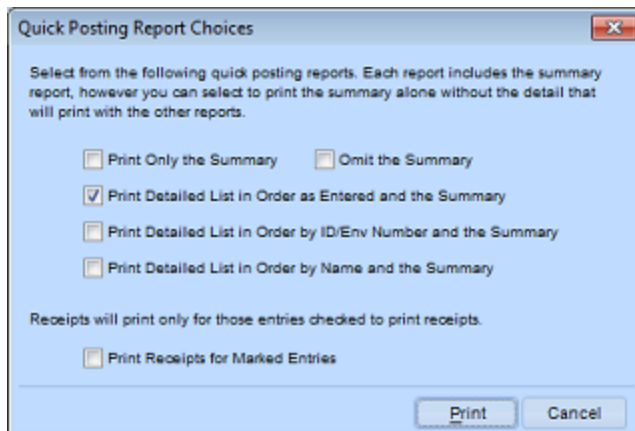 Quick Posting Report Choices
Select from the following quick posting reports. Each report includes the summary
report, however you can select to print the summary alone without the detail that
will print with the other reports.
Print Only the Summary Omit the Summary
Print Detailed List in Order as Entered and the Summary
Print Detailed List in Order by ID/Env Number and the Summary
Print Detailed List in Order by Name and the Summary
Receipts will print only for those entries checked to print receipts.
Print Receipts for Marked Entries
Print Cancel